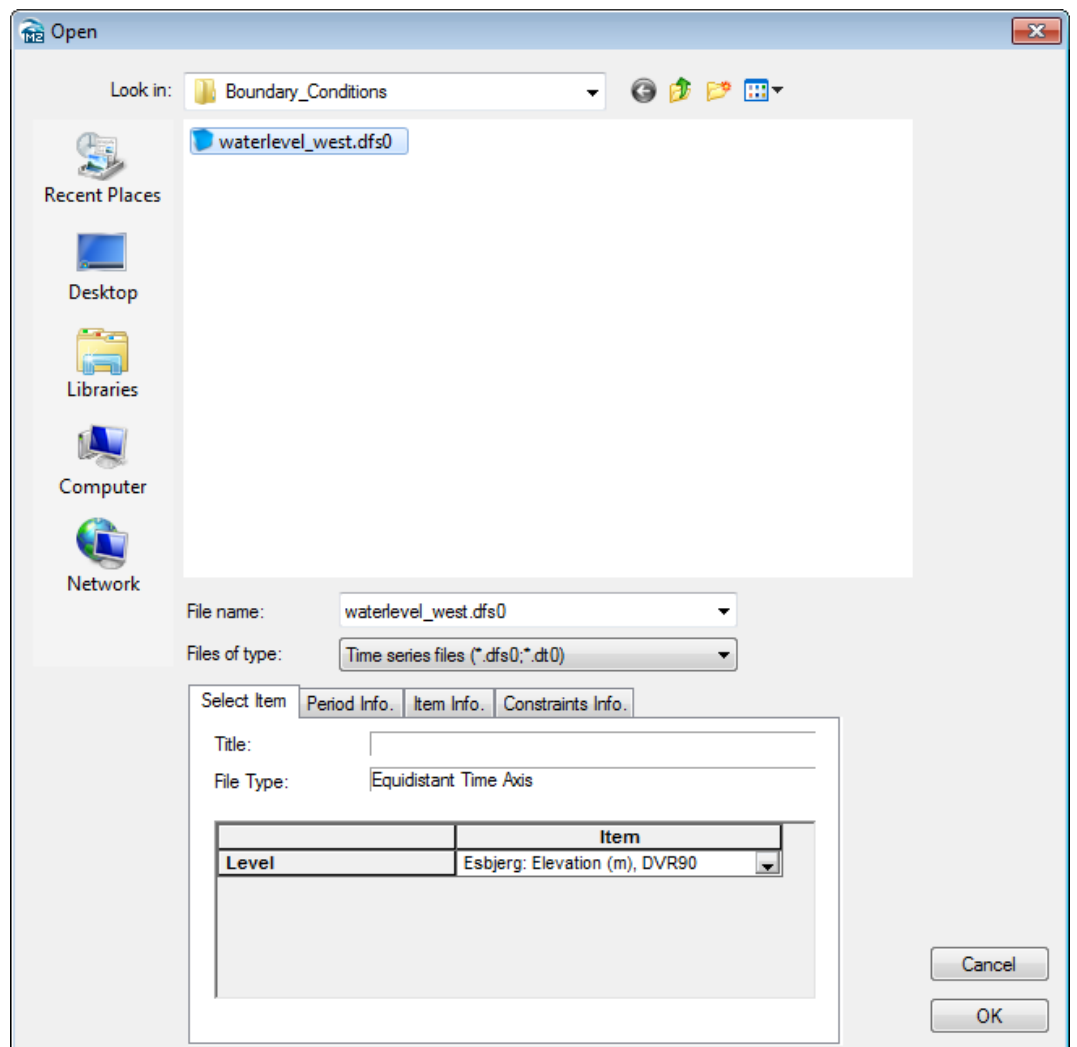 Open
Look in:
Boundary_Conditions
waterlevel_west.dfs0
Recent Places
Desktop
Libraries
Computer
Network
File name:
waterlevel_west.dfs0
Files of type:
Time series files (*.dfs0;*.dt0)
Select Item Period Info. Item Info. Constraints Info.
Title:
File Type: Equidistant Time Axis
Item
Level Esbjerg: Elevation (m), DVR90
Cancel
OK